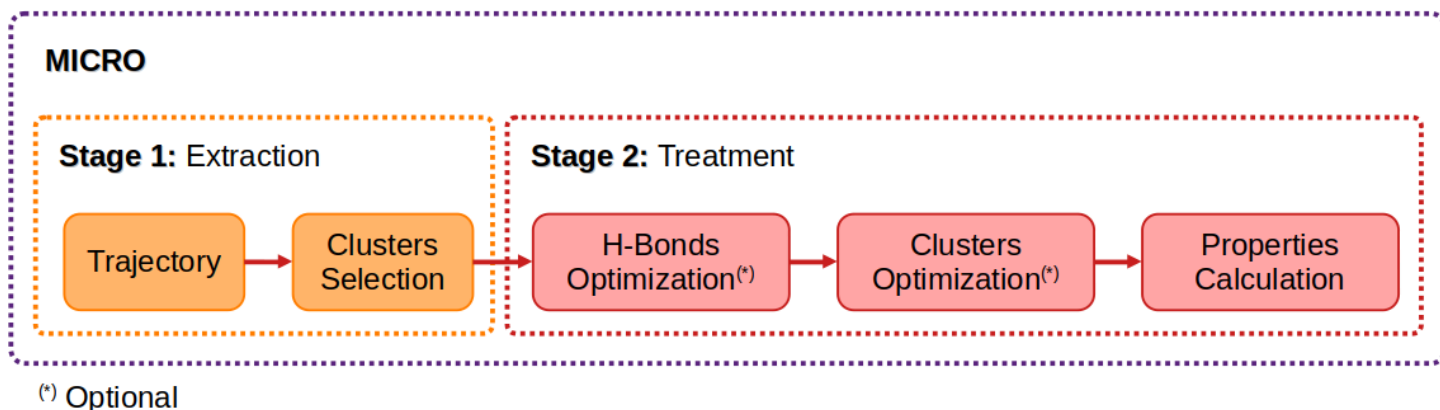 MICRO
Stage 1: Extraction
Trajectory
Clusters
Selection
Stage 2: Treatment
H-Bonds
Optimization(*)
Clusters
Optimization(*)
Properties
Calculation
(*) Optional